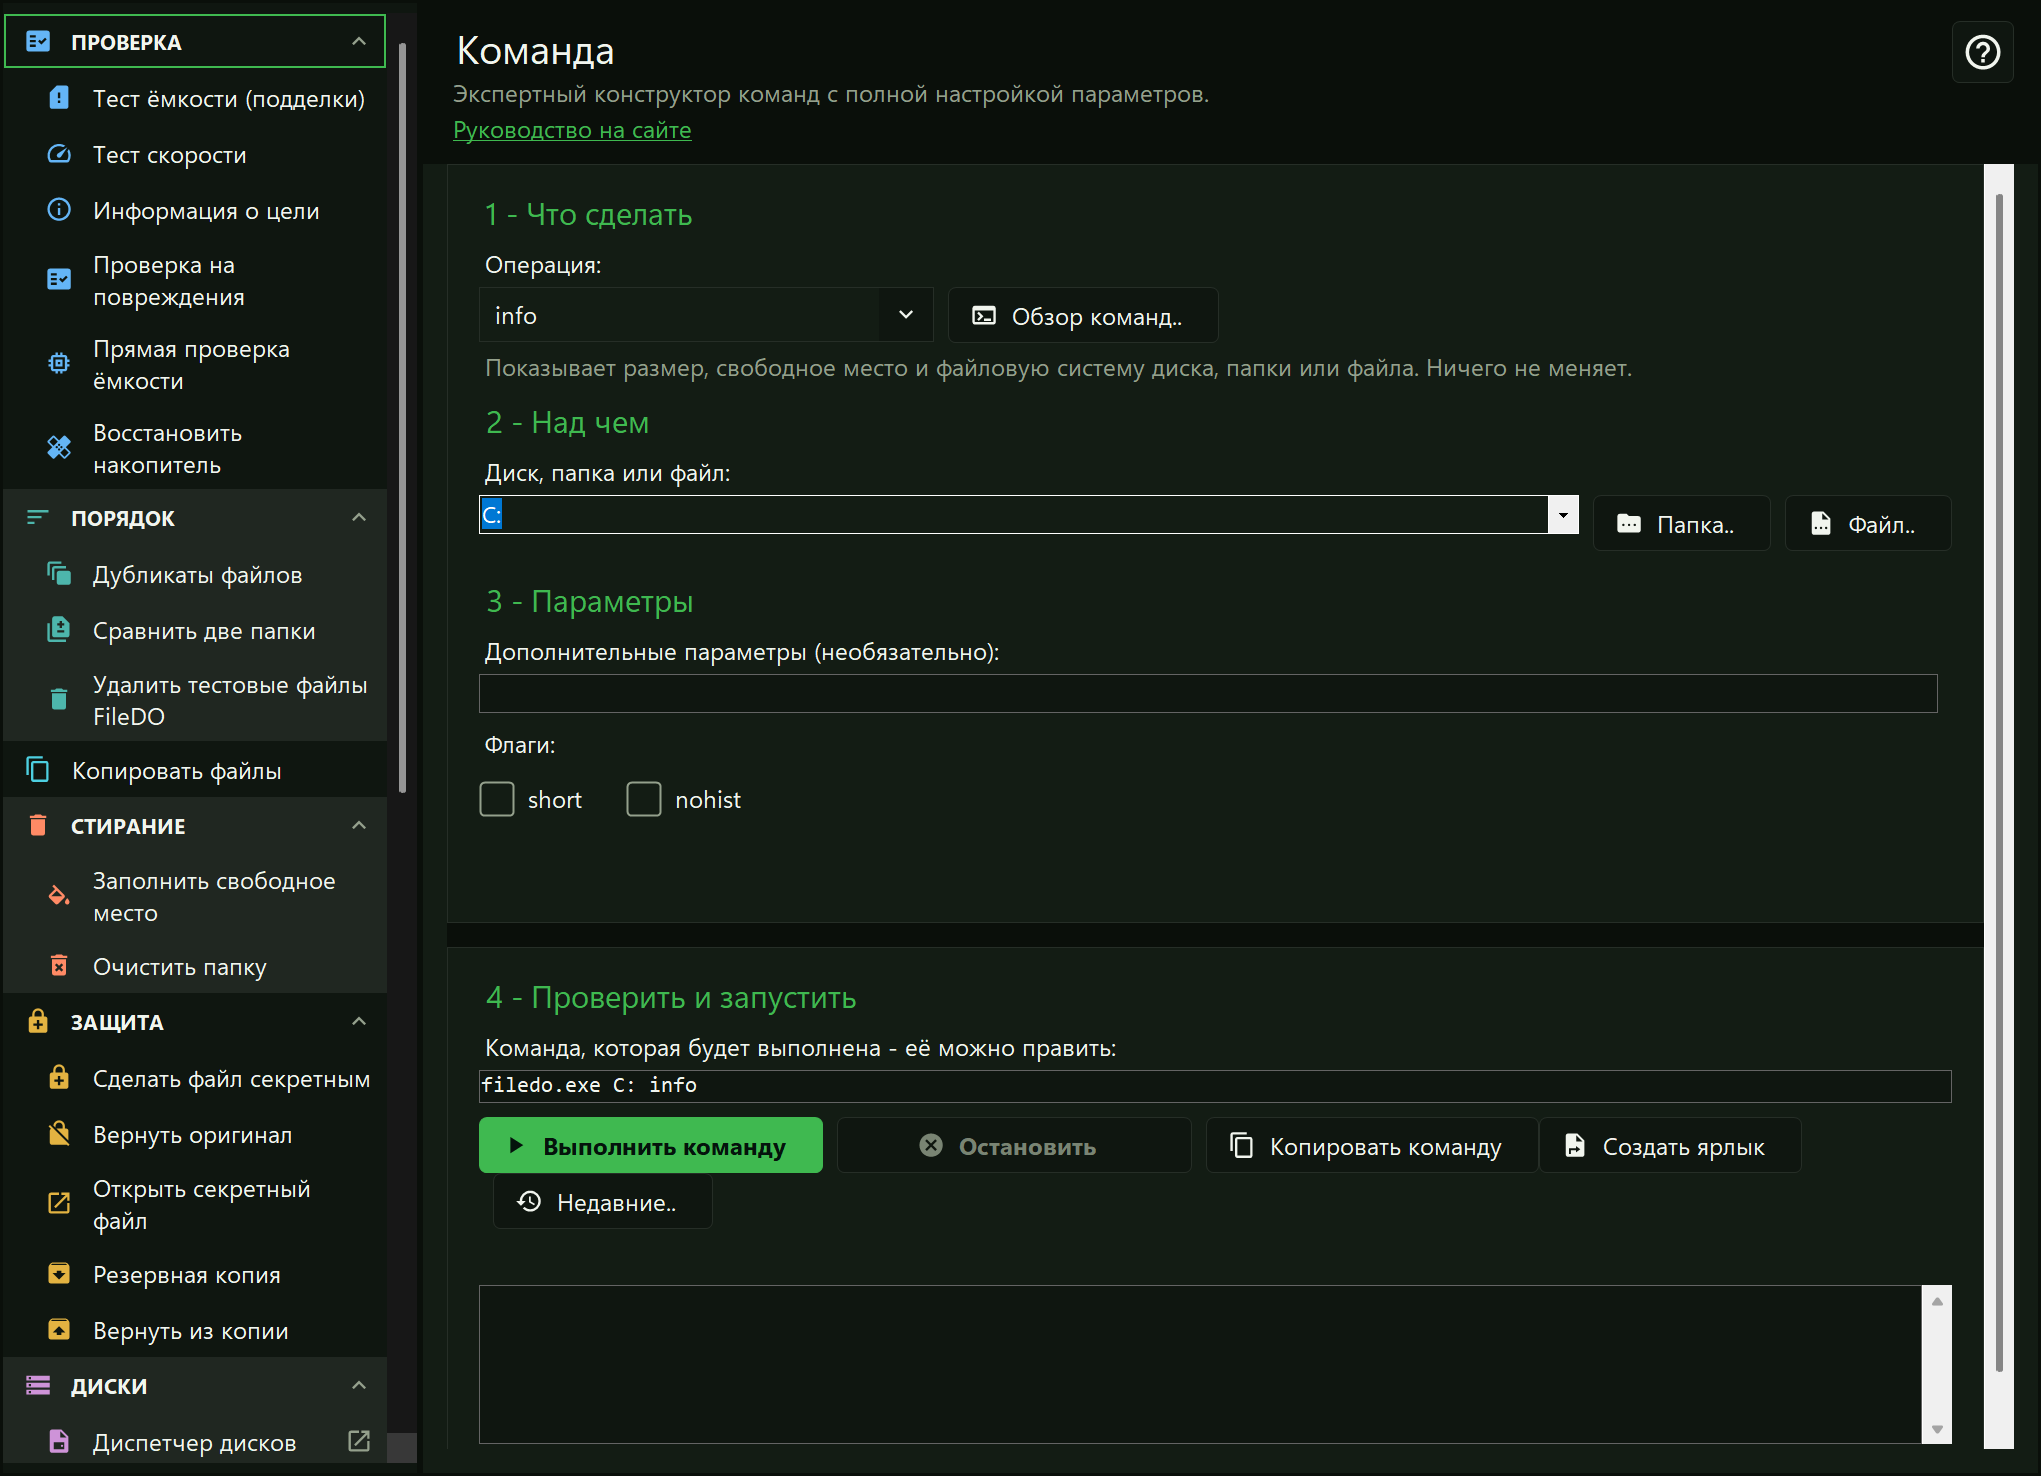 ПРОВЕРКА
Тест ёмкости (подделки)
Тест скорости
Информация о цели
Проверка на
повреждения
Прямая проверка
ёмкости
Восстановить
накопитель
ПОРЯДОК
Дубликаты файлов
Сравнить две папки
Удалить тестовые файлы
FileDO
Копировать файлы
СТИРАНИЕ
Заполнить свободное
место
Очистить папку
ЗАЩИТА
Сделать файл секретным
Вернуть оригинал
Открыть секретный
файл
Резервная копия
Вернуть из копии
ДИСКИ
Диспетчер дисков
Команда
Экспертный конструктор команд с полной настройкой параметров.
Руководство на сайте
1 - Что сделать
Операция:
info
Обзор команд..
Показывает размер, свободное место и файловую систему диска, папки или файла. Ничего не меняет.
2 - Над чем
Диск, папка или файл:
C:
Папка..
Файл..
3 - Параметры
Дополнительные параметры (необязательно):
Флаги:
short
nohist
4 - Проверить и запустить
Команда, которая будет выполнена - её можно править:
filedo.exe C: info
Выполнить команду
Остановить
Копировать команду
Создать ярлык
Недавние..